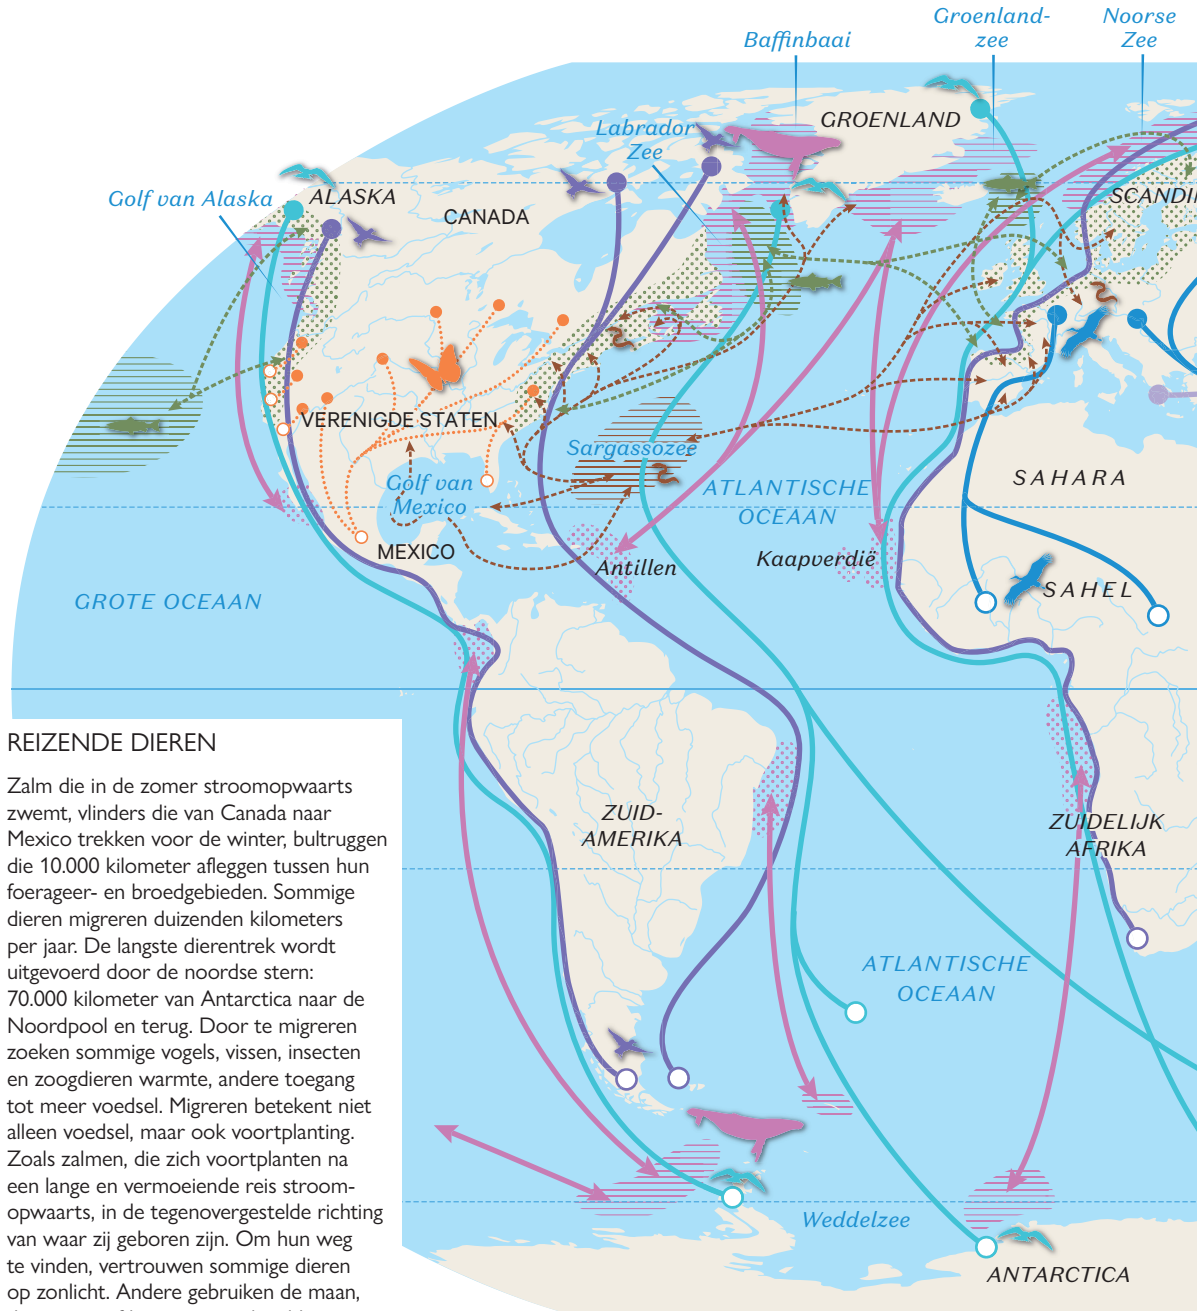 Baffinbaai
Groenland-
zee
Noorse
Zee
GROENLAND
Labrador
Zee
Golf van Alaska
ALASKA
CANADA
SCANDI
VERENIGDE STATEN
Sargassozee
Golf van
Mexico
ATLANTISCHE
OCEAAN
SAHARA
MEXICO
Antillen
Kaapverdië
SAHEL
GROTE OCEAAN
REIZENDE DIEREN
Zalm die in de zomer stroomopwaarts
zwemt, vlinders die van Canada naar
Mexico trekken voor de winter, bultruggen
die 10.000 kilometer afleggen tussen hun
foerageer- en broedgebieden. Sommige
dieren migreren duizenden kilometers
per jaar. De langste dierentrek wordt
uitgevoerd door de noordse stern:
70.000 kilometer van Antarctica naar de
Noordpool en terug. Door te migreren
zoeken sommige vogels, vissen, insecten
en zoogdieren warmte, andere toegang
tot meer voedsel. Migreren betekent niet
alleen voedsel, maar ook voortplanting.
Zoals zalmen, die zich voortplanten na
een lange en vermoeiende reis stroom-
opwaarts, in de tegenovergestelde richting
van waar zij geboren zijn. Om hun weg
te vinden, vertrouwen sommige dieren
op zonlicht. Andere gebruiken de maan,
ZUID-
AMERIKA
ZUIDELIJK
AFRIKA
ATLANTISCHE
OCEAAN
Weddelzee
ANTARCTICA